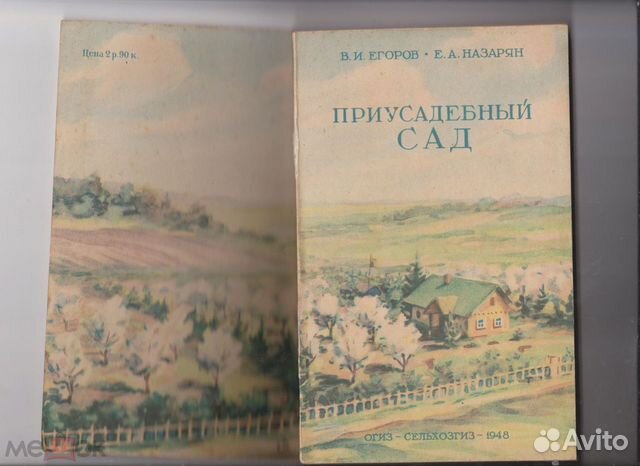 Цена 2 р. 90 к.
В. И. ЕГОРОВ • Е. А. НАЗАРЯН
ПРИУСАДЕБНЫЙ
САД
ОГИЗ – СЕЛЬХОЗГИЗ – 1948
Avito